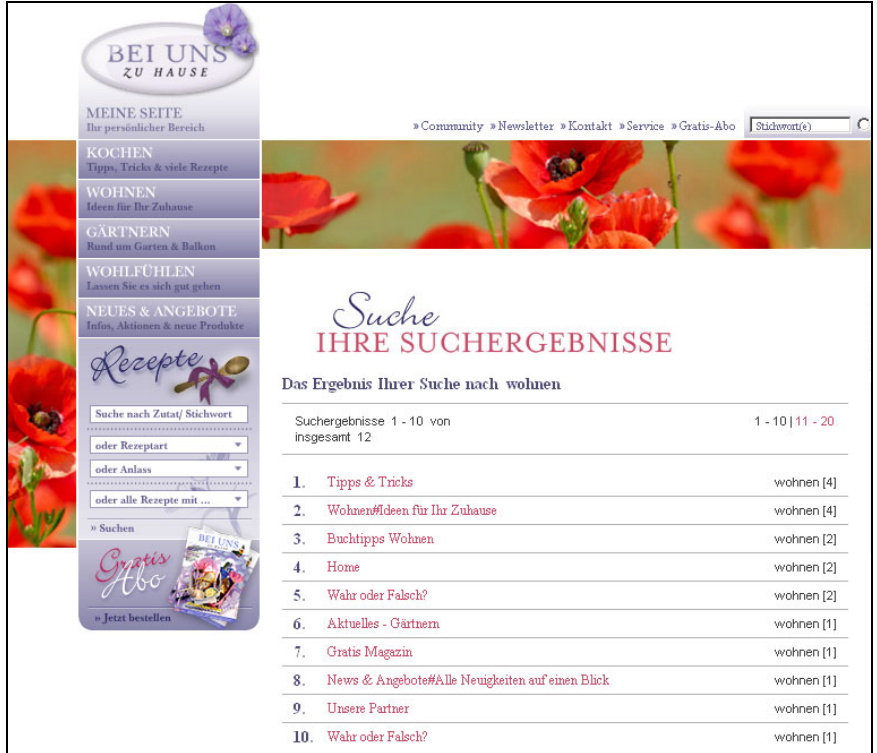 BEI UNS
ZU HAUSE
MEINE SEITE
Ihr persönlicher Bereich
»Community »Newsletter »Kontakt »Service »Gratis-Abo Stichwort(e)
KOCHEN
Tipps, Tricks & viele Rezepte
WOHNEN
Ideen für Ihr Zuhause
GÄRTNERN
Rund um Garten & Balkon
WOHLFÜHLEN
Lassen Sie es sich gut gehen
NEUES & ANGEBOTE
Infos, Aktionen & neue Produkte
Rezepte
Suche nach Zutat/ Stichwort
oder Rezeptart
oder Anlass
oder alle Rezepte mit ...
» Suchen
Gratis
Abo
BEI UNS
ZU HAUSE
» Jetzt bestellen
Suche
IHRE SUCHERGEBNISSE
Das Ergebnis Ihrer Suche nach wohnen
Suchergebnisse 1 - 10 von
insgesamt 12
1 - 10 | 11 - 20
1. Tipps & Tricks wohnen [4]
2. Wohnen#Ideen für Ihr Zuhause wohnen [4]
3. Buchtipps Wohnen wohnen [2]
4. Home wohnen [2]
5. Wahr oder Falsch? wohnen [2]
6. Aktuelles - Gärtnern wohnen [1]
7. Gratis Magazin wohnen [1]
8. News & Angebote#Alle Neuigkeiten auf einen Blick wohnen [1]
9. Unsere Partner wohnen [1]
10. Wahr oder Falsch? wohnen [1]